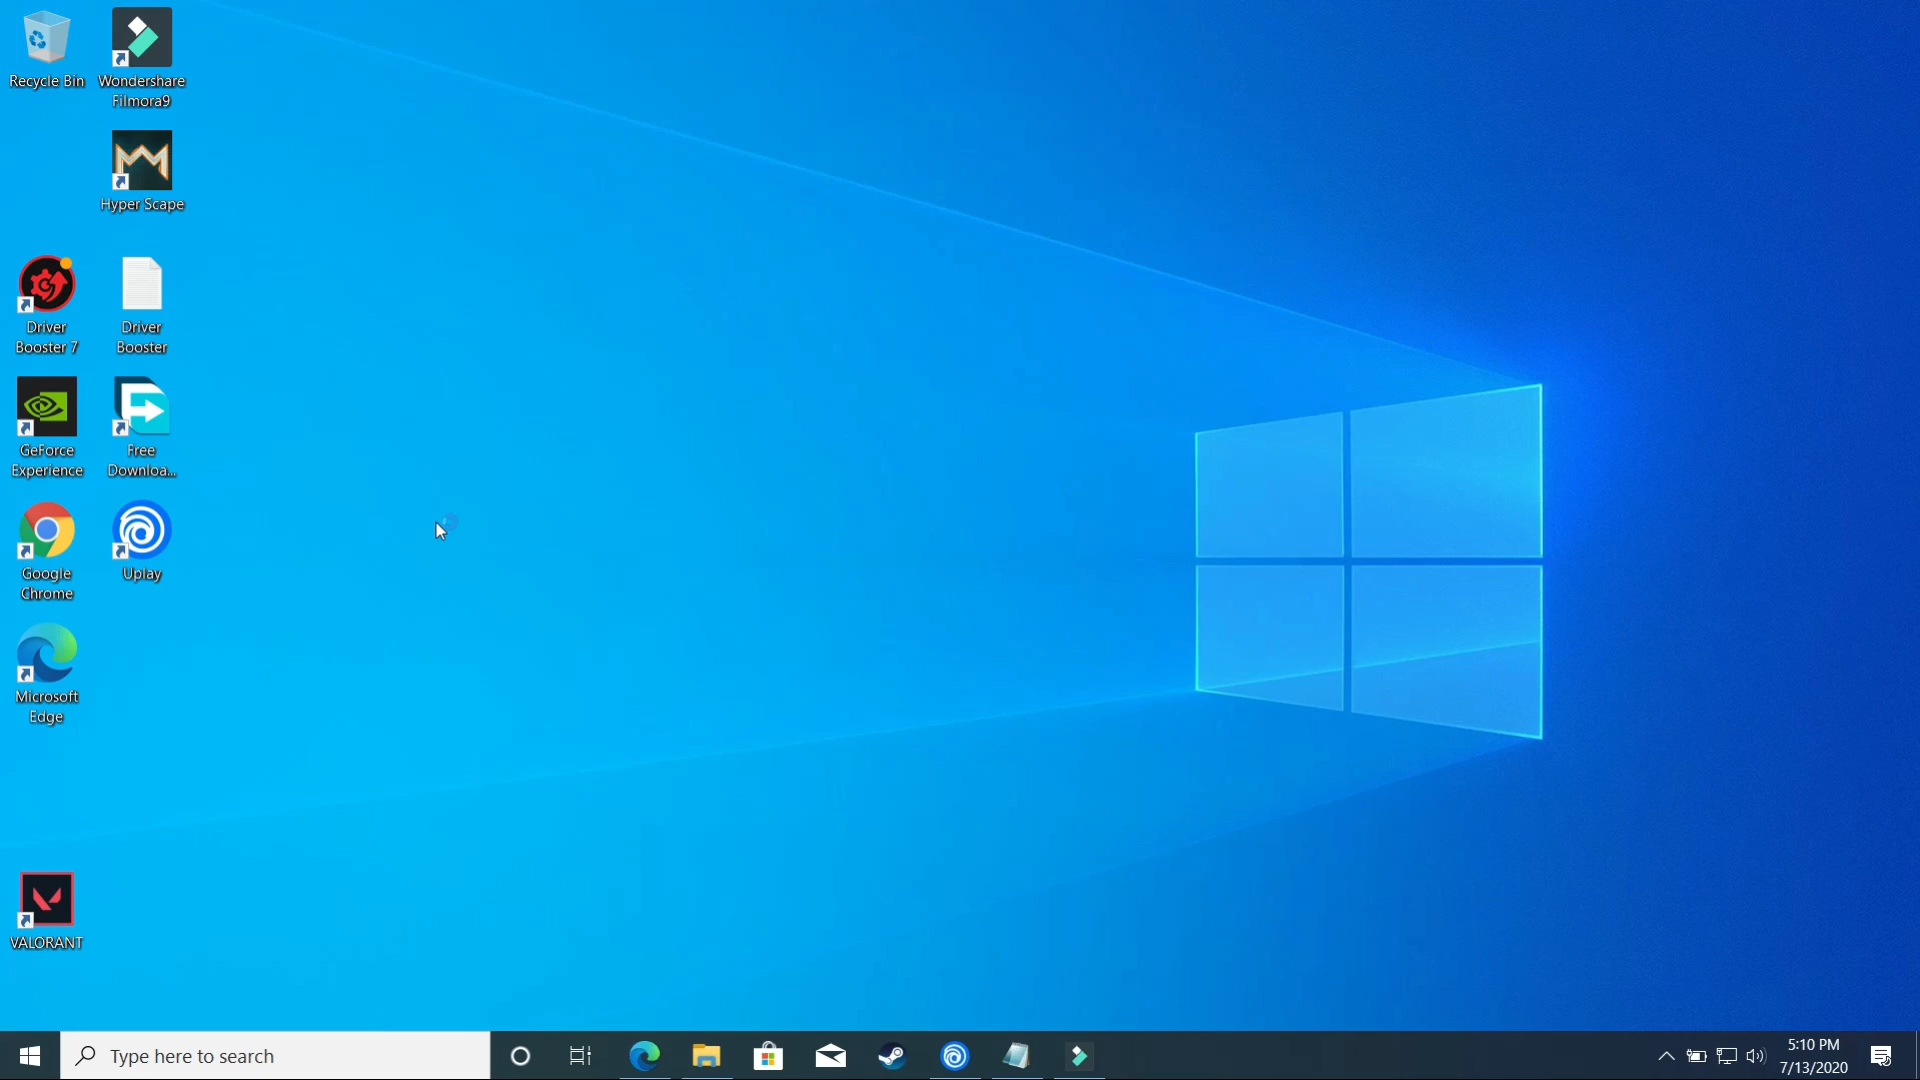 Recycle Bin
Wondershare
Filmora9
Hyper Scape
Driver
Booster 7
Driver
Booster
GeForce
Experience
Free
Downloa...
Google
Chrome
Uplay
Microsoft
Edge
VALORANT
Type here to search
5:10 PM
7/13/2020